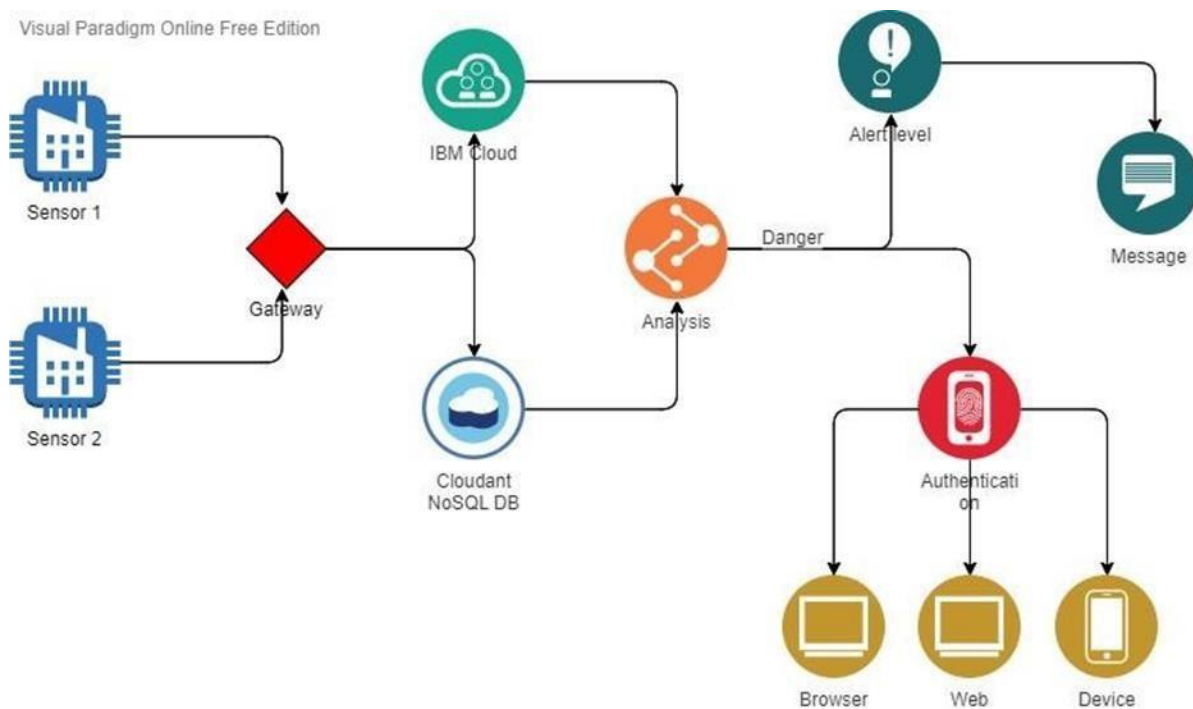 Visual Paradigm Online Free Edition
Sensor 1
Sensor 2
Gateway
IBM Cloud
Cloudant
NoSQL DB
Analysis
Danger
Alert level
Message
Authenticati
on
Browser
Web
Device